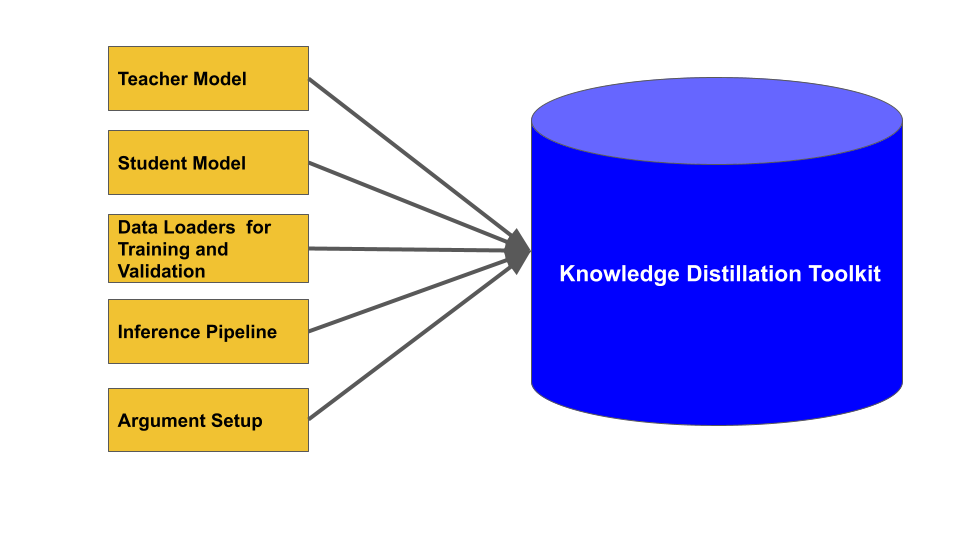 Teacher Model
Student Model
Data Loaders  for
Training and
Validation
Inference Pipeline
Argument Setup
Knowledge Distillation Toolkit